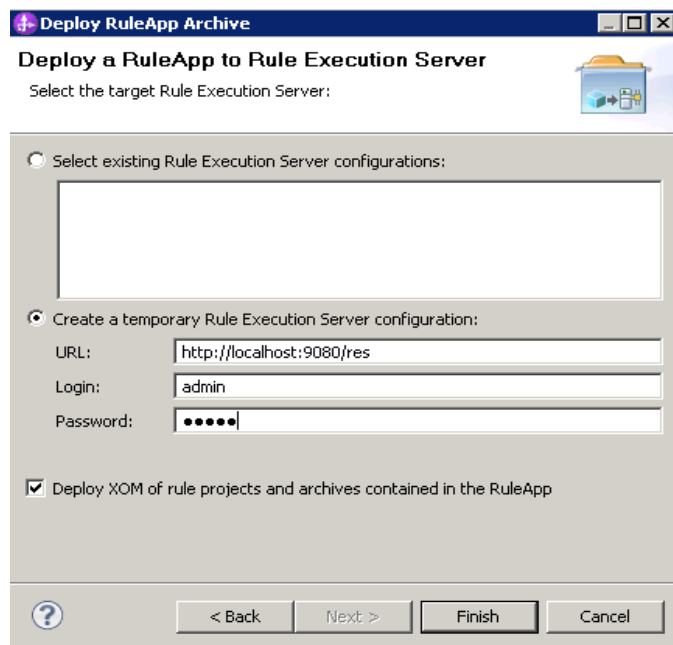 Deploy RuleApp Archive
Deploy a RuleApp to Rule Execution Server
Select the target Rule Execution Server:
Select existing Rule Execution Server configurations:
Create a temporary Rule Execution Server configuration:
URL: http://localhost:9080/res
Login: admin
Password: ●●●●●
Deploy XOM of rule projects and archives contained in the RuleApp
? < Back Next > Finish Cancel